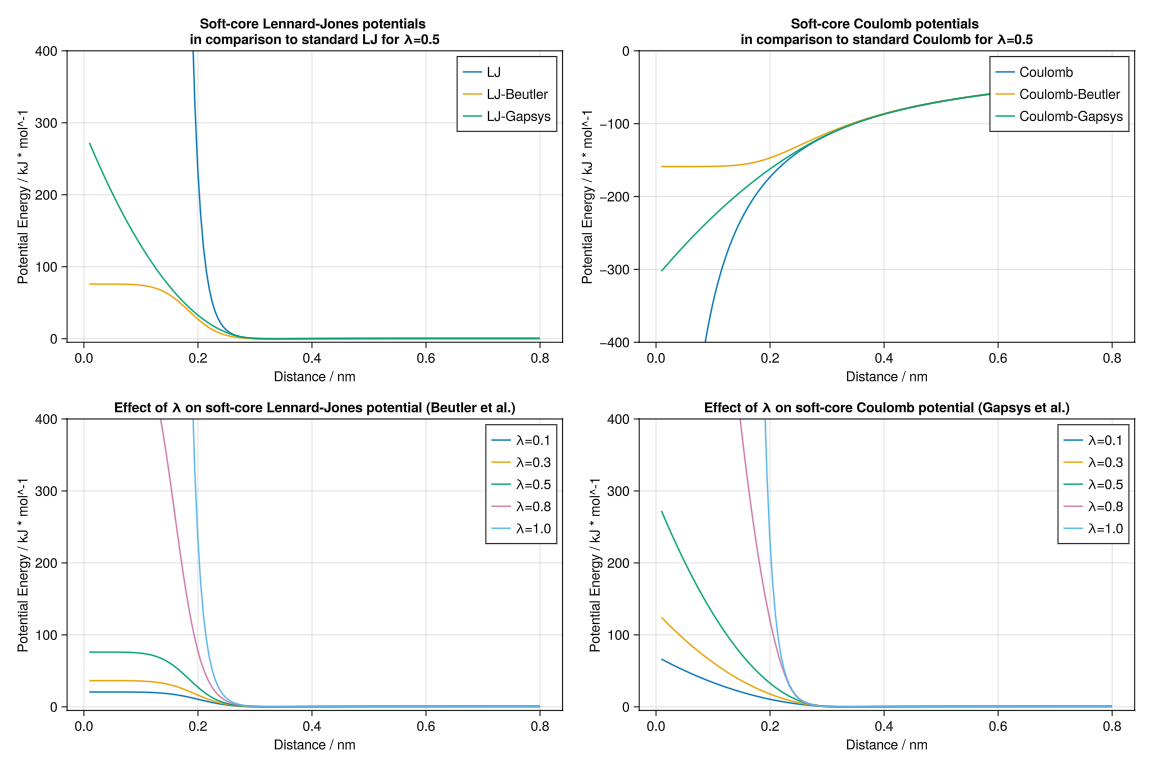 Soft-core Lennard-Jones potentials
in comparison to standard LJ for λ=0.5
Potential Energy / kJ * mol^-1
400
300
200
100
0
0.0 0.2 0.4 0.6 0.8
Distance / nm
LJ
LJ-Beutler
LJ-Gapsys
Soft-core Coulomb potentials
in comparison to standard Coulomb for λ=0.5
Potential Energy / kJ * mol^-1
0
−100
−200
−300
−400
0.0 0.2 0.4 0.6 0.8
Distance / nm
Coulomb
Coulomb-Beutler
Coulomb-Gapsys
Effect of λ on soft-core Lennard-Jones potential (Beutler et al.)
Potential Energy / kJ * mol^-1
400
300
200
100
0
0.0 0.2 0.4 0.6 0.8
Distance / nm
λ=0.1
λ=0.3
λ=0.5
λ=0.8
λ=1.0
Effect of λ on soft-core Coulomb potential (Gapsys et al.)
Potential Energy / kJ * mol^-1
400
300
200
100
0
0.0 0.2 0.4 0.6 0.8
Distance / nm
λ=0.1
λ=0.3
λ=0.5
λ=0.8
λ=1.0